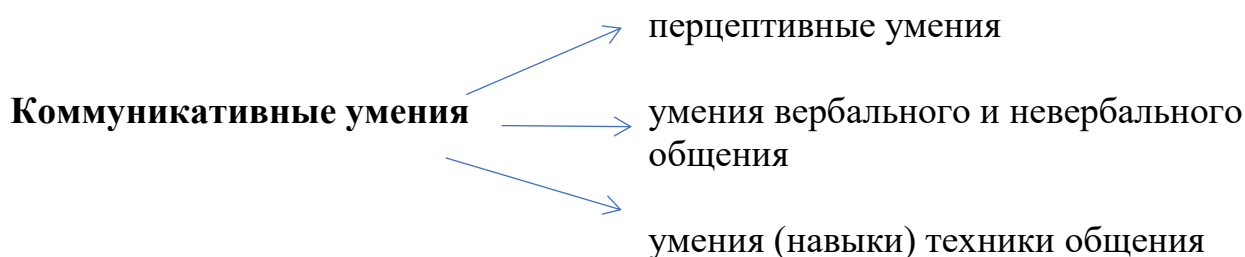 перцептивные умения
Коммуникативные умения
умения вербального и невербального
общения
умения (навыки) техники общения